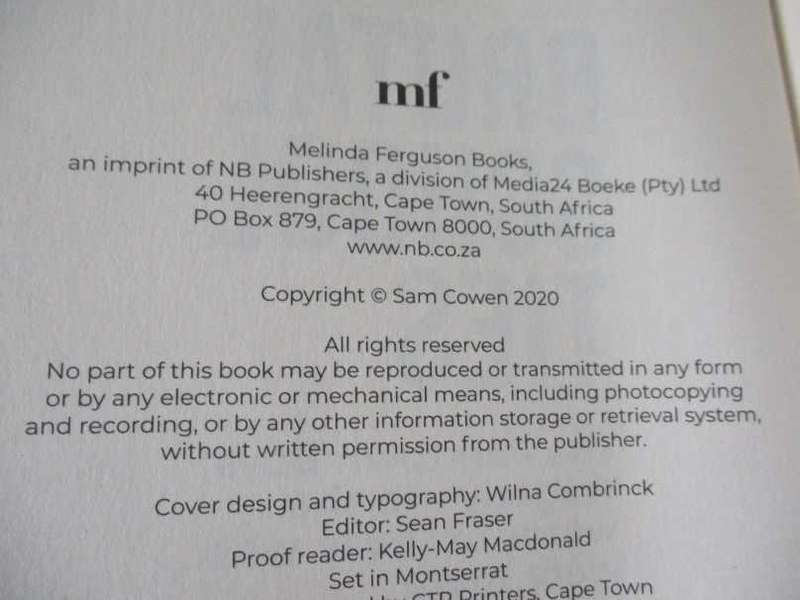 mf
Melinda Ferguson Books,
an imprint of NB Publishers, a division of Media24 Boeke (Pty) Ltd
40 Heerengracht, Cape Town, South Africa
PO Box 879, Cape Town 8000, South Africa
www.nb.co.za
Copyright © Sam Cowen 2020
All rights reserved
No part of this book may be reproduced or transmitted in any form
or by any electronic or mechanical means, including photocopying
and recording, or by any other information storage or retrieval system,
without written permission from the publisher.
Cover design and typography: Wilna Combrinck
Editor: Sean Fraser
Proof reader: Kelly-May Macdonald
Set in Montserrat
by CTP Printers, Cape Town